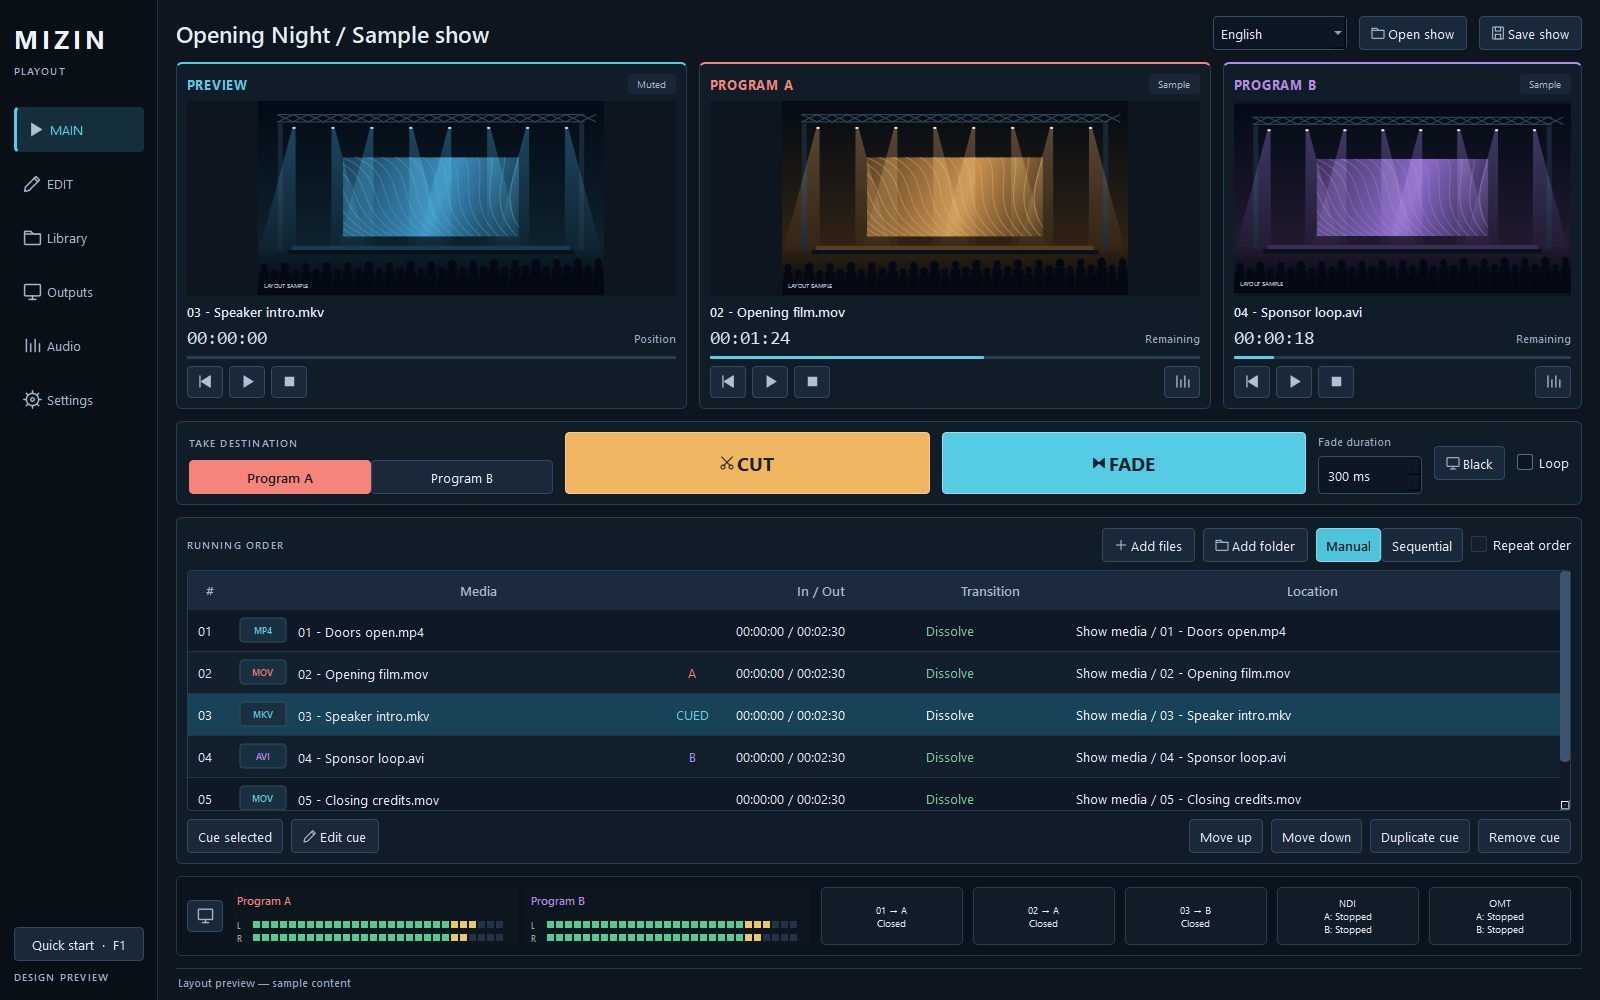 MIZIN
PLAYOUT
MAIN
EDIT
Library
Outputs
Audio
Settings
Quick start · F1
DESIGN PREVIEW
Opening Night / Sample show
English
Open show
Save show
PREVIEW
Muted
LAYOUT SAMPLE
03 - Speaker intro.mkv
00:00:00
Position
PROGRAM A
Sample
LAYOUT SAMPLE
02 - Opening film.mov
00:01:24
Remaining
PROGRAM B
Sample
LAYOUT SAMPLE
04 - Sponsor loop.avi
00:00:18
Remaining
TAKE DESTINATION
Program A
Program B
CUT
FADE
Fade duration
300 ms
Black
Loop
RUNNING ORDER
Add files
Add folder
Manual
Sequential
Repeat order
# Media In / Out Transition Location
01 MP4 01 - Doors open.mp4 00:00:00 / 00:02:30 Dissolve Show media / 01 - Doors open.mp4
02 MOV 02 - Opening film.mov A 00:00:00 / 00:02:30 Dissolve Show media / 02 - Opening film.mov
03 MKV 03 - Speaker intro.mkv CUED 00:00:00 / 00:02:30 Dissolve Show media / 03 - Speaker intro.mkv
04 AVI 04 - Sponsor loop.avi B 00:00:00 / 00:02:30 Dissolve Show media / 04 - Sponsor loop.avi
05 MOV 05 - Closing credits.mov 00:00:00 / 00:02:30 Dissolve Show media / 05 - Closing credits.mov
Cue selected
Edit cue
Move up
Move down
Duplicate cue
Remove cue
Program A
L
R
Program B
L
R
01 → A
Closed
02 → A
Closed
03 → B
Closed
NDI
A: Stopped
B: Stopped
OMT
A: Stopped
B: Stopped
Layout preview — sample content